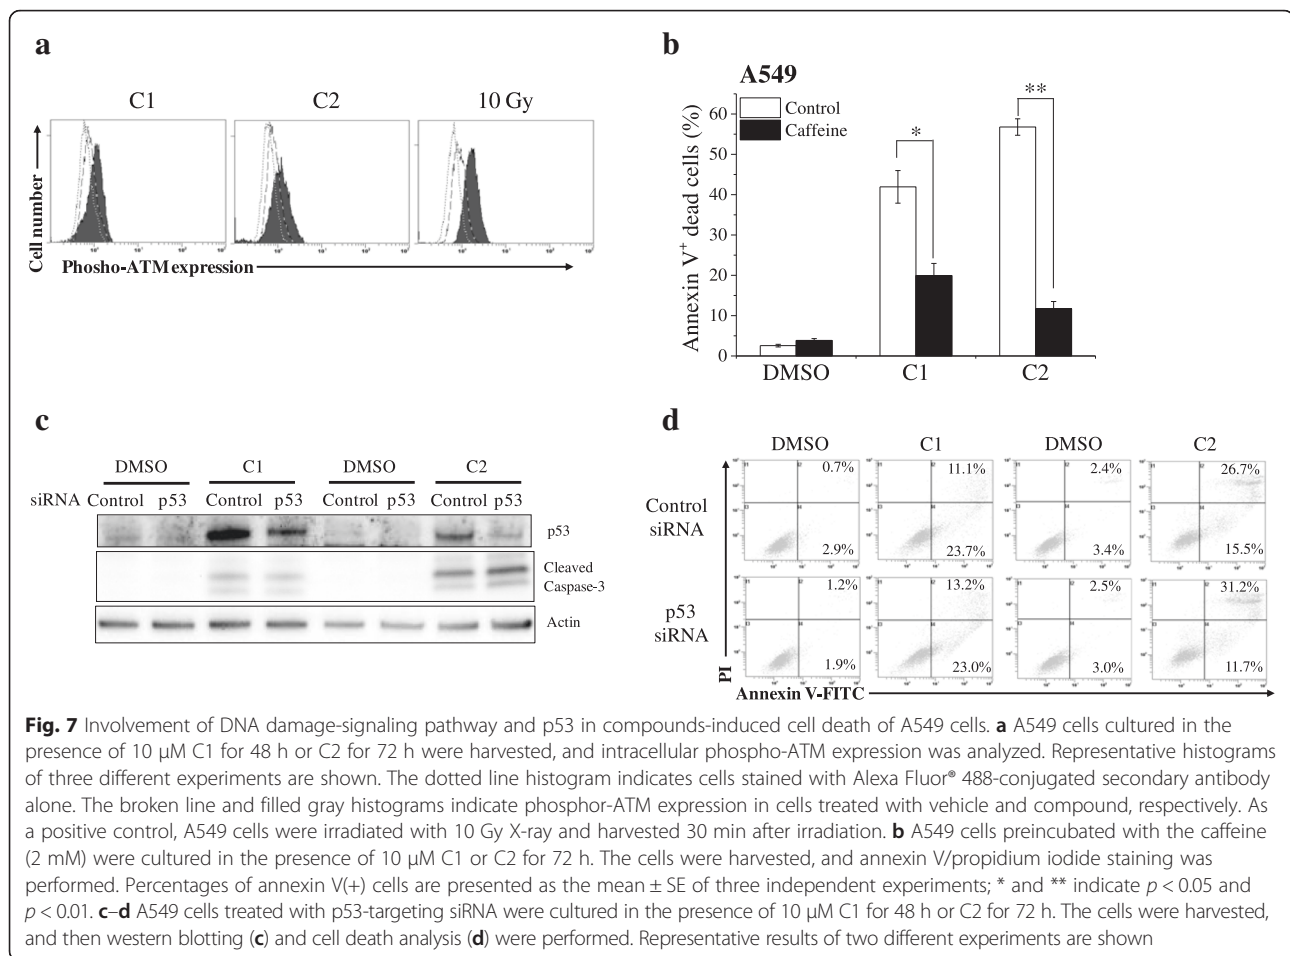 a
C1 C2 10 Gy
Cell number
Phosho-ATM expression
b
A549
Control
Caffeine
Annexin V⁺ dead cells (%)
60
50
40
30
20
10
0
* **
DMSO C1 C2
c
DMSO C1 DMSO C2
siRNA Control p53 Control p53 Control p53 Control p53
p53
Cleaved
Caspase-3
Actin
d
DMSO C1 DMSO C2
Control
siRNA
0.7% 11.1% 2.4% 26.7%
2.9% 23.7% 3.4% 15.5%
p53
siRNA
1.2% 13.2% 2.5% 31.2%
1.9% 23.0% 3.0% 11.7%
PI
Annexin V-FITC
Fig. 7 Involvement of DNA damage-signaling pathway and p53 in compounds-induced cell death of A549 cells. a A549 cells cultured in the
presence of 10 μM C1 for 48 h or C2 for 72 h were harvested, and intracellular phospho-ATM expression was analyzed. Representative histograms
of three different experiments are shown. The dotted line histogram indicates cells stained with Alexa Fluor® 488-conjugated secondary antibody
alone. The broken line and filled gray histograms indicate phosphor-ATM expression in cells treated with vehicle and compound, respectively. As
a positive control, A549 cells were irradiated with 10 Gy X-ray and harvested 30 min after irradiation. b A549 cells preincubated with the caffeine
(2 mM) were cultured in the presence of 10 μM C1 or C2 for 72 h. The cells were harvested, and annexin V/propidium iodide staining was
performed. Percentages of annexin V(+) cells are presented as the mean ± SE of three independent experiments; * and ** indicate p < 0.05 and
p < 0.01. c–d A549 cells treated with p53-targeting siRNA were cultured in the presence of 10 μM C1 for 48 h or C2 for 72 h. The cells were harvested,
and then western blotting (c) and cell death analysis (d) were performed. Representative results of two different experiments are shown